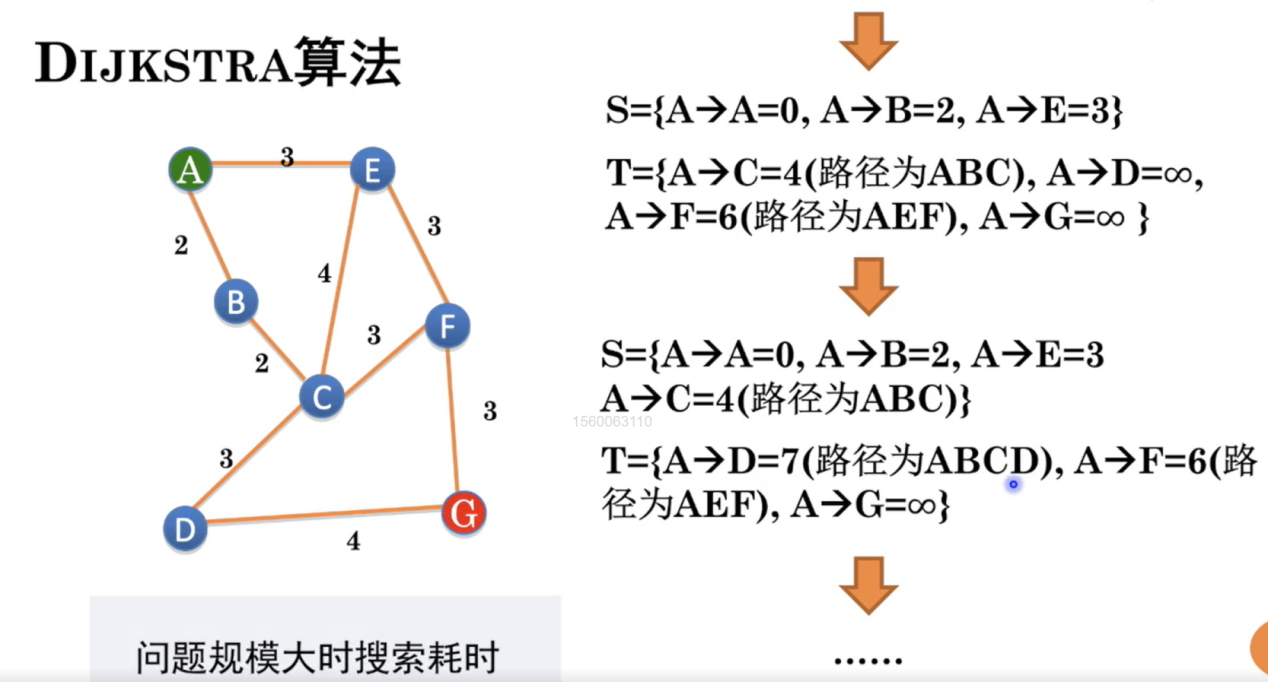 DIJKSTRA算法
A
3
E
2
3
4
B
3
F
2
C
3
3
D
G
4
问题规模大时搜索耗时
S={A→A=0, A→B=2, A→E=3}
T={A→C=4(路径为ABC), A→D=∞,
A→F=6(路径为AEF), A→G=∞ }
S={A→A=0, A→B=2, A→E=3
A→C=4(路径为ABC)}
1560063110
T={A→D=7(路径为ABCD), A→F=6(路
径为AEF), A→G=∞}
......